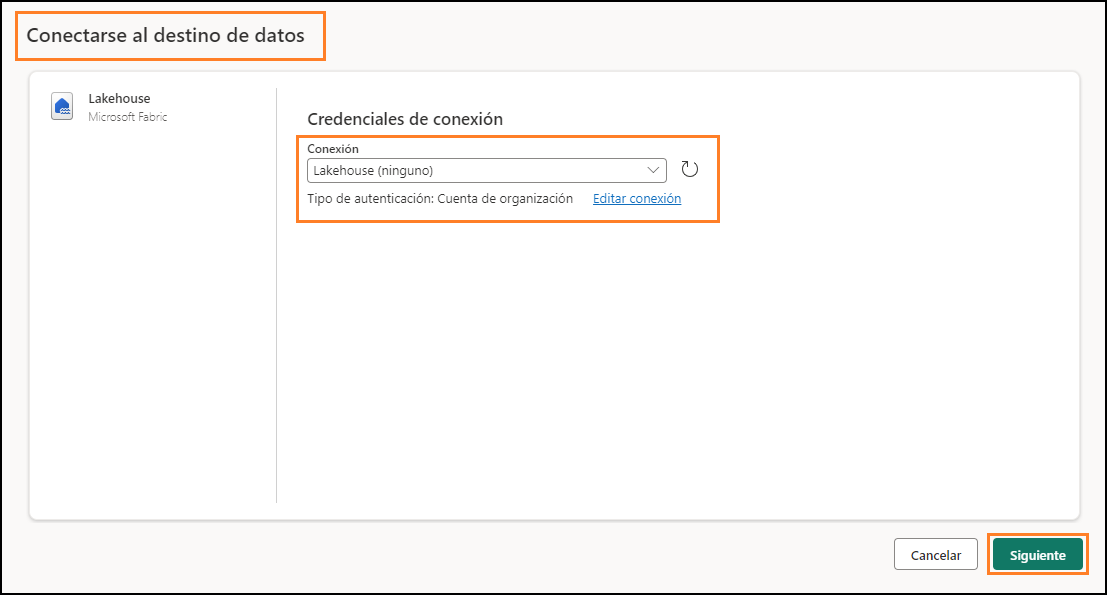 Conectarse al destino de datos
Lakehouse
Microsoft Fabric
Credenciales de conexión
Conexión
Lakehouse (ninguno)
Tipo de autenticación: Cuenta de organización Editar conexión
Cancelar Siguiente